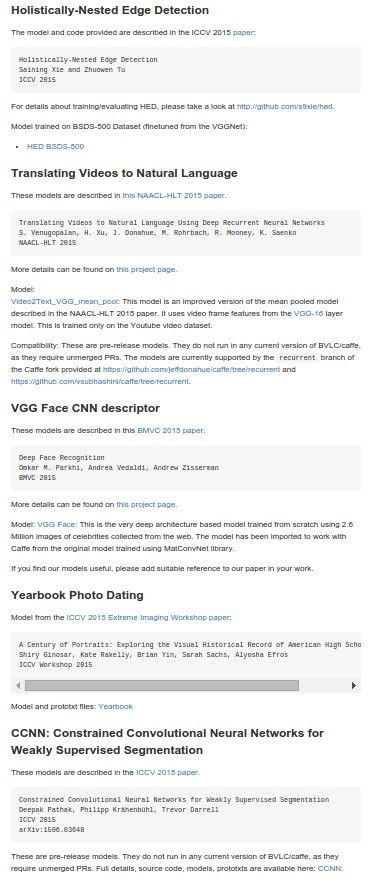 Holistically-Nested Edge Detection
The model and code provided are described in the ICCV 2015 paper:
Holistically-Nested Edge Detection
Saining Xie and Zhuowen Tu
ICCV 2015
For details about training/evaluating HED, please take a look at http://github.com/s9xie/hed.
Model trained on BSDS-500 Dataset (finetuned from the VGGNet):
• HED BSDS-500
Translating Videos to Natural Language
These models are described in this NAACL-HLT 2015 paper.
Translating Videos to Natural Language Using Deep Recurrent Neural Networks
S. Venugopalan, H. Xu, J. Donahue, M. Rohrbach, R. Mooney, K. Saenko
NAACL-HLT 2015
More details can be found on this project page.
Model:
Video2Text_VGG_mean_pool: This model is an improved version of the mean pooled model
described in the NAACL-HLT 2015 paper. It uses video frame features from the VGG-16 layer
model. This is trained only on the Youtube video dataset.
Compatibility: These are pre-release models. They do not run in any current version of BVLC/caffe,
as they require unmerged PRs. The models are currently supported by the recurrent branch of
the Caffe fork provided at https://github.com/jeffdonahue/caffe/tree/recurrent and
https://github.com/vsubhashini/caffe/tree/recurrent.
VGG Face CNN descriptor
These models are described in this BMVC 2015 paper.
Deep Face Recognition
Omkar M. Parkhi, Andrea Vedaldi, Andrew Zisserman
BMVC 2015
More details can be found on this project page.
Model: VGG Face: This is the very deep architecture based model trained from scratch using 2.6
Million images of celebrities collected from the web. The model has been imported to work with
Caffe from the original model trained using MatConvNet library.
If you find our models useful, please add suitable reference to our paper in your work.
Yearbook Photo Dating
Model from the ICCV 2015 Extreme Imaging Workshop paper:
A Century of Portraits: Exploring the Visual Historical Record of American High Scho
Shiry Ginosar, Kate Rakelly, Brian Yin, Sarah Sachs, Alyosha Efros
ICCV Workshop 2015
Model and prototxt files: Yearbook
CCNN: Constrained Convolutional Neural Networks for
Weakly Supervised Segmentation
These models are described in the ICCV 2015 paper.
Constrained Convolutional Neural Networks for Weakly Supervised Segmentation
Deepak Pathak, Philipp Krähenbühl, Trevor Darrell
ICCV 2015
arXiv:1506.03648
These are pre-release models. They do not run in any current version of BVLC/caffe, as they
require unmerged PRs. Full details, source code, models, prototxts are available here: CCNN.